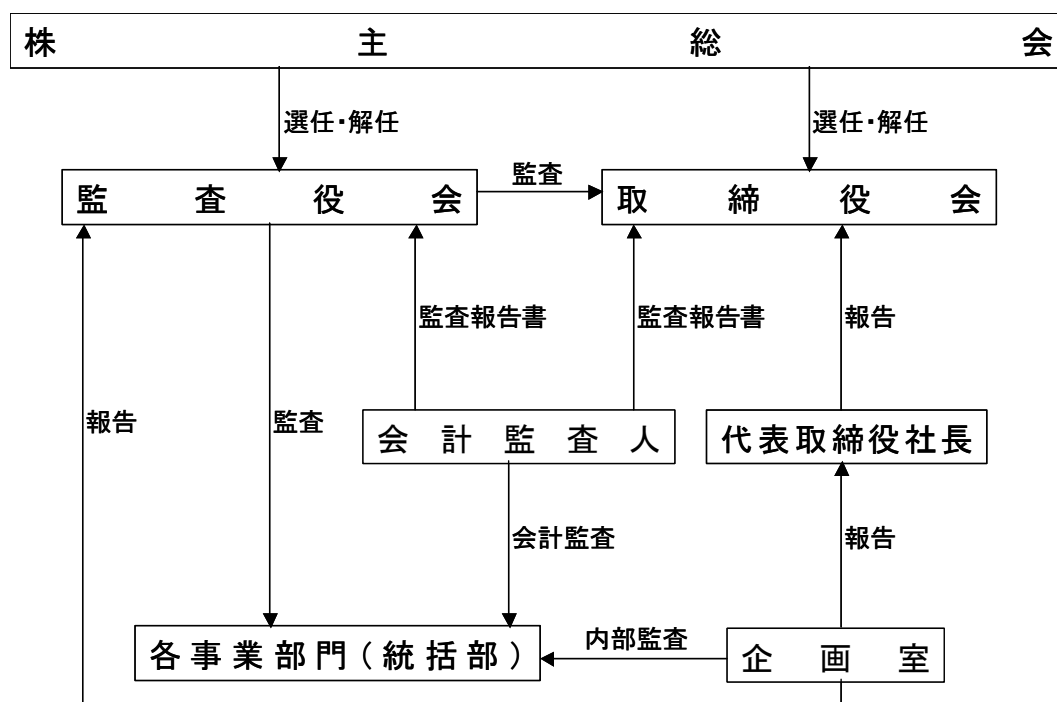 株主総会
選任・解任
選任・解任
監査役会
監査
取締役会
監査報告書
監査報告書
報告
報告
監査
会計監査人
代表取締役社長
会計監査
報告
各事業部門(統括部)
内部監査
企画室